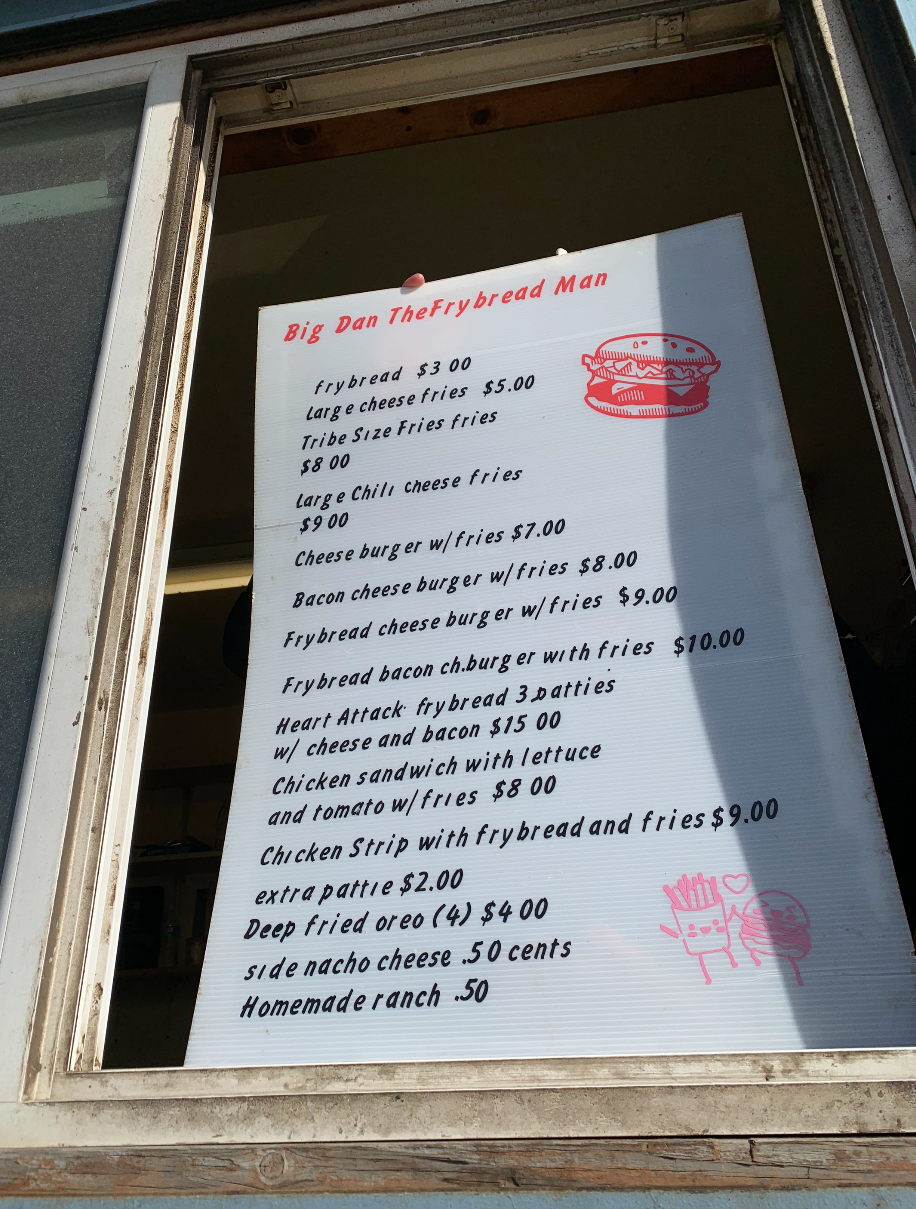 Big Dan TheFrybread Man
frybread $3 00
Large cheese fries $5.00
Tribe Size Fries fries
$8 00
Large Chili cheese fries
$9 00
Cheese burger w/fries $7.00
Bacon cheese burger w/fries $8.00
Frybread cheese burger w/fries $9.00
Frybread bacon ch.burger with fries $10.00
Heart Attack frybread 3 patties
w/ cheese and bacon $15 00
Chicken sandwich with lettuce
and tomato w/fries $8 00
Chicken Strip with frybread and fries $9.00
extra pattie $2.00
Deep fried oreo (4) $4 00
side nacho cheese .50 cents
Homemade ranch .50